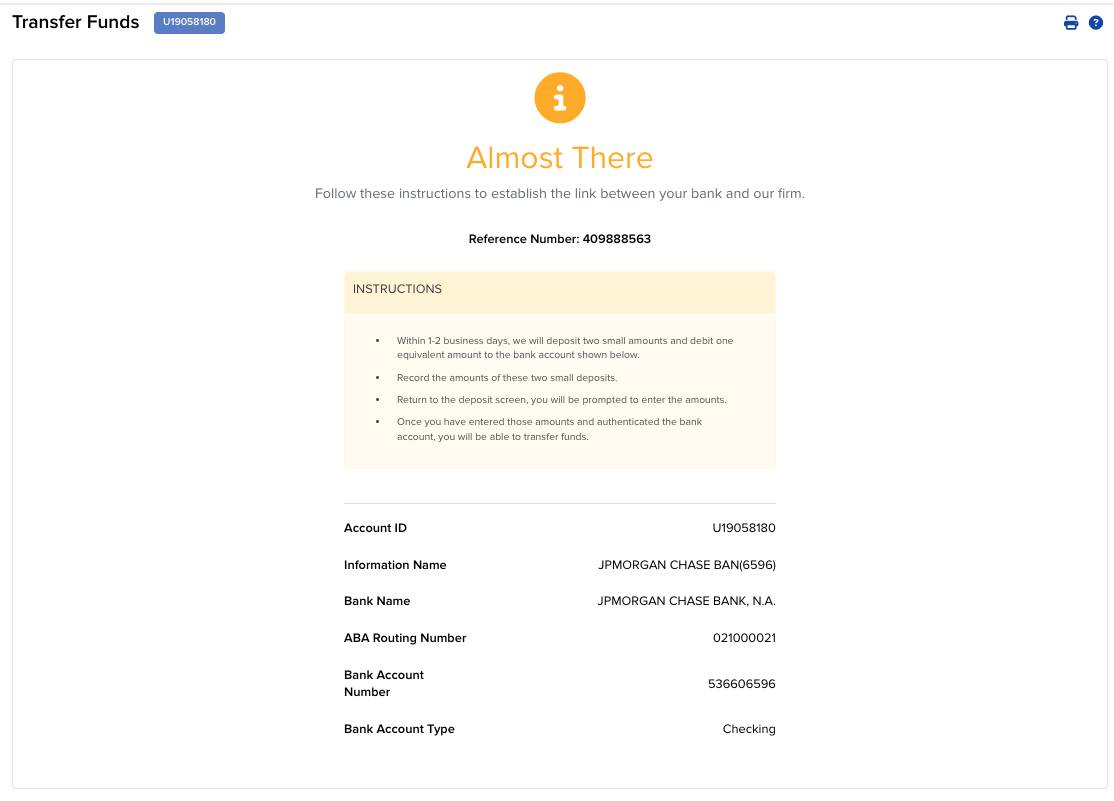 Transfer Funds U19058180
Almost There
Follow these instructions to establish the link between your bank and our firm.
Reference Number: 409888563
INSTRUCTIONS
• Within 1-2 business days, we will deposit two small amounts and debit one
equivalent amount to the bank account shown below.
• Record the amounts of these two small deposits.
• Return to the deposit screen, you will be prompted to enter the amounts.
• Once you have entered those amounts and authenticated the bank
account, you will be able to transfer funds.
Account ID U19058180
Information Name JPMORGAN CHASE BAN(6596)
Bank Name JPMORGAN CHASE BANK, N.A.
ABA Routing Number 021000021
Bank Account
Number 536606596
Bank Account Type Checking